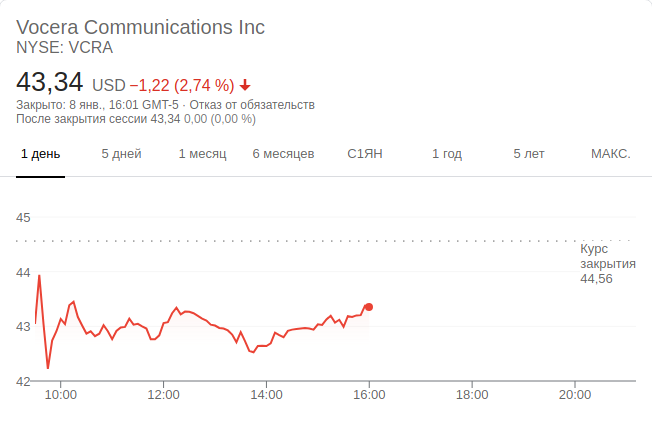 Vocera Communications Inc
NYSE: VCRA
43,34 USD −1,22 (2,74 %)
Закрыто: 8 янв., 16:01 GMT-5 · Отказ от обязательств
После закрытия сессии 43,34 0,00 (0,00 %)
1 день 5 дней 1 месяц 6 месяцев С1ЯН 1 год 5 лет МАКС.
45
Курс
закрытия
44,56
44
43
42
10:00 12:00 14:00 16:00 18:00 20:00